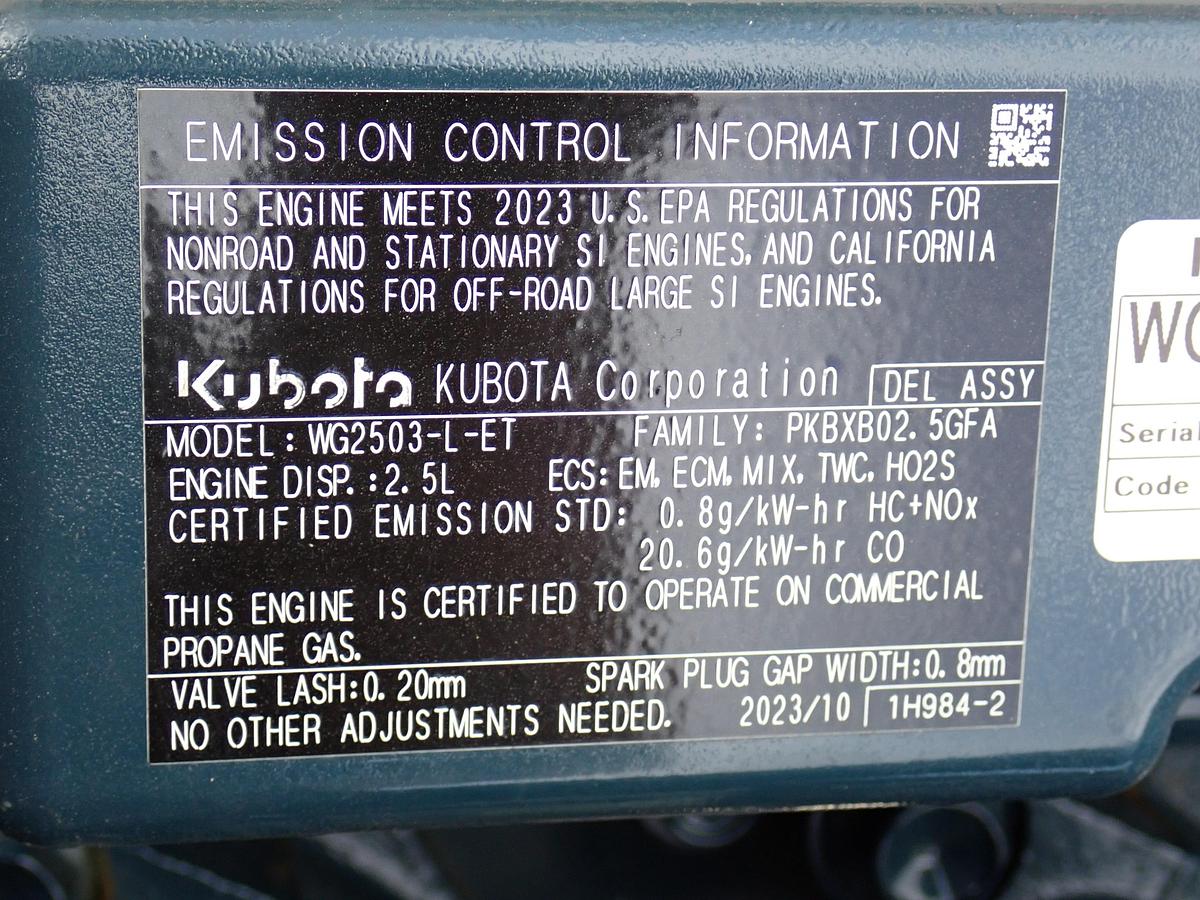 EMISSION CONTROL INFORMATION
THIS ENGINE MEETS 2023 U.S.EPA REGULATIONS FOR
NONROAD AND STATIONARY SI ENGINES,AND CALIFORNIA
REGULATIONS FOR OFF-ROAD LARGE SI ENGINES.
Kubota KUBOTA Corporation DEL ASSY
MODEL:WG2503-L-ET FAMILY: PKBXB02.5GFA
ENGINE DISP.:2.5L ECS:EM, ECM, MIX, TWC, HO2S
CERTIFIED EMISSION STD: 0.8g/kW-hr HC+NOx
20.6g/kW-hr CO
THIS ENGINE IS CERTIFIED TO OPERATE ON COMMERCIAL
PROPANE GAS.
VALVE LASH:0.20mm SPARK PLUG GAP WIDTH:0.8mm
NO OTHER ADJUSTMENTS NEEDED. 2023/10 1H984-2
Serial
Code